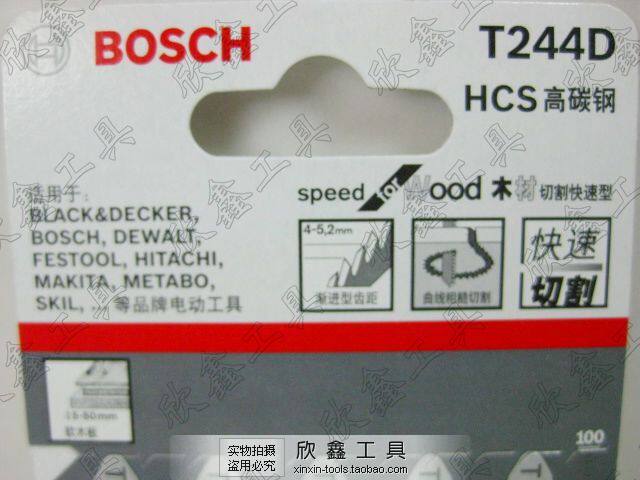 BOSCH
T244D
HCS 高碳钢
适用于:
BLACK&DECKER,
BOSCH, DEWALT,
FESTOOL, HITACHI,
MAKITA, METABO,
SKIL, ... 等品牌电动工具
speed for Wood 木材 切割快速型
4-5,2mm
渐进型齿距
曲线粗糙切割
快速
切割
15-60mm
软木板
100
实物拍摄
盗用必究
欣鑫工具
xinxin-tools.taobao.com